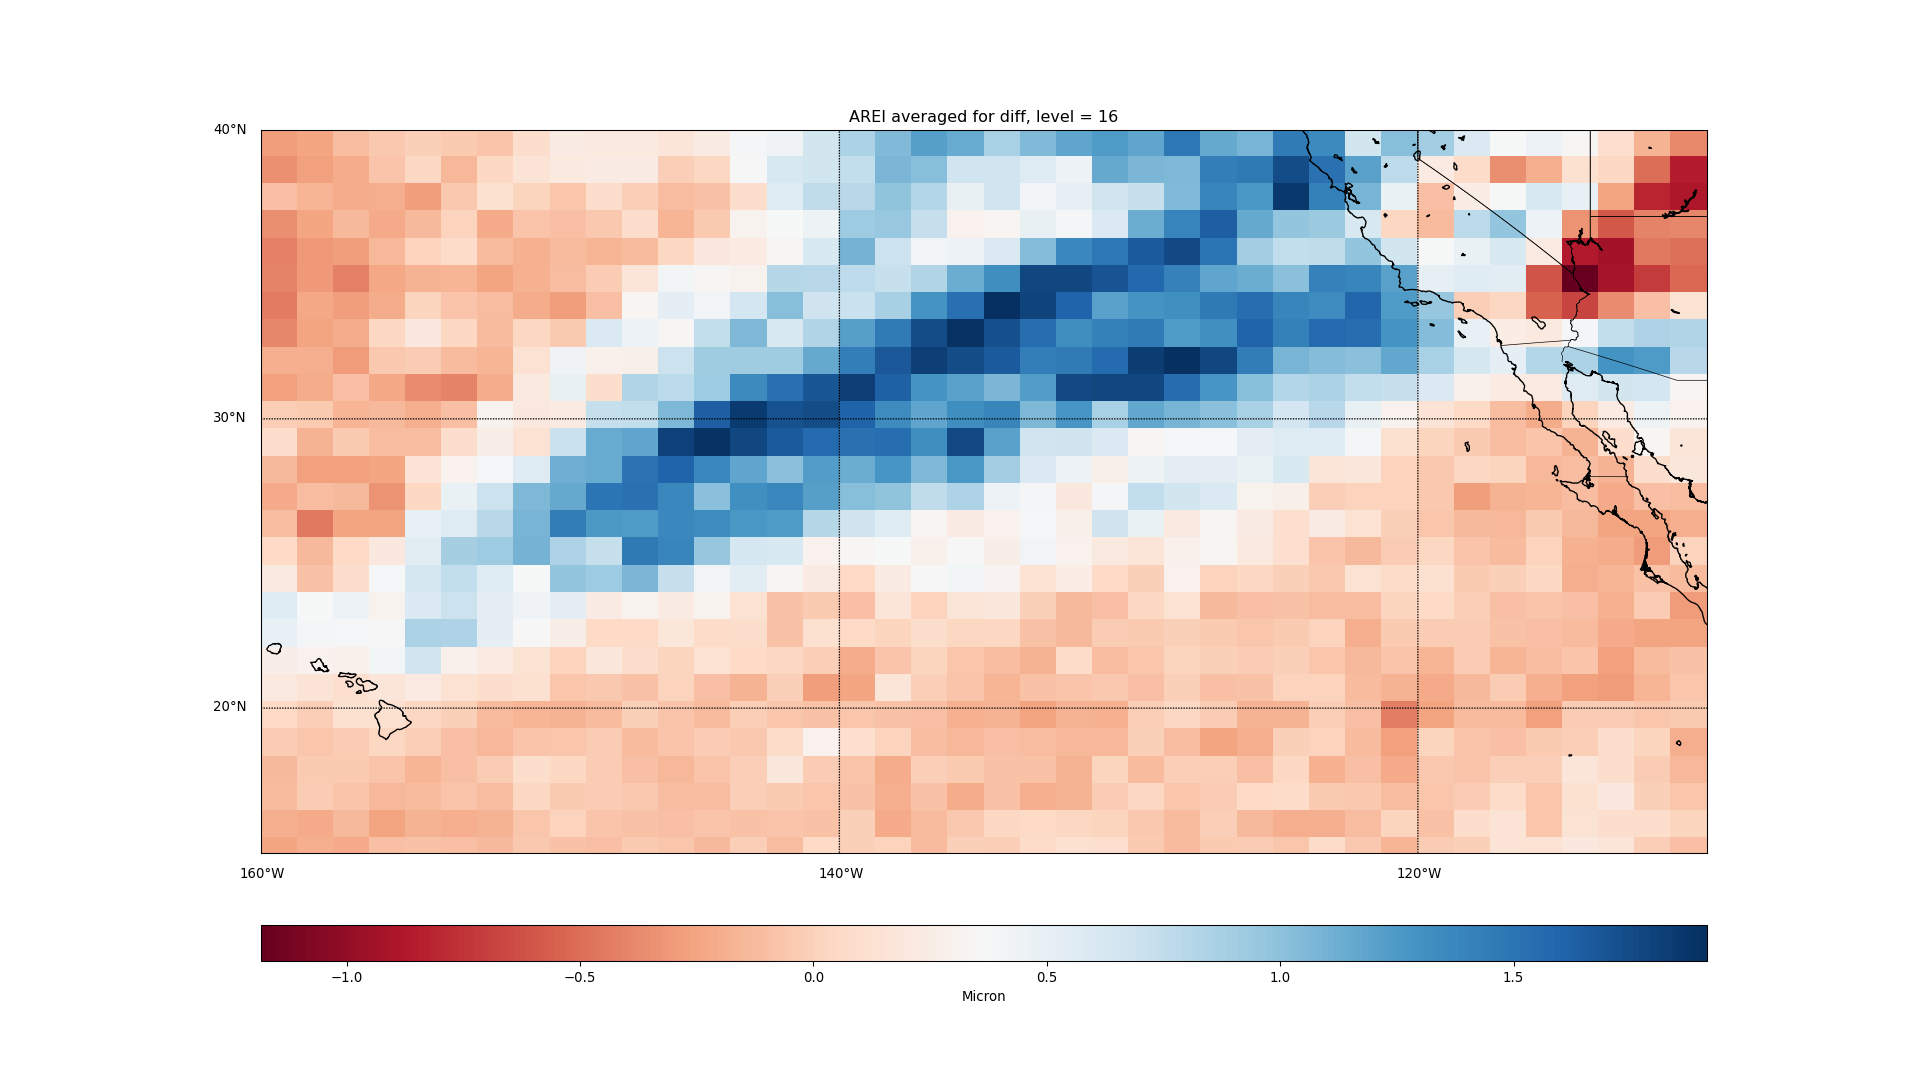 AREI averaged for diff, level = 16
40°N
30°N
20°N
160°W 140°W 120°W
−1.0 −0.5 0.0 0.5 1.0 1.5
Micron